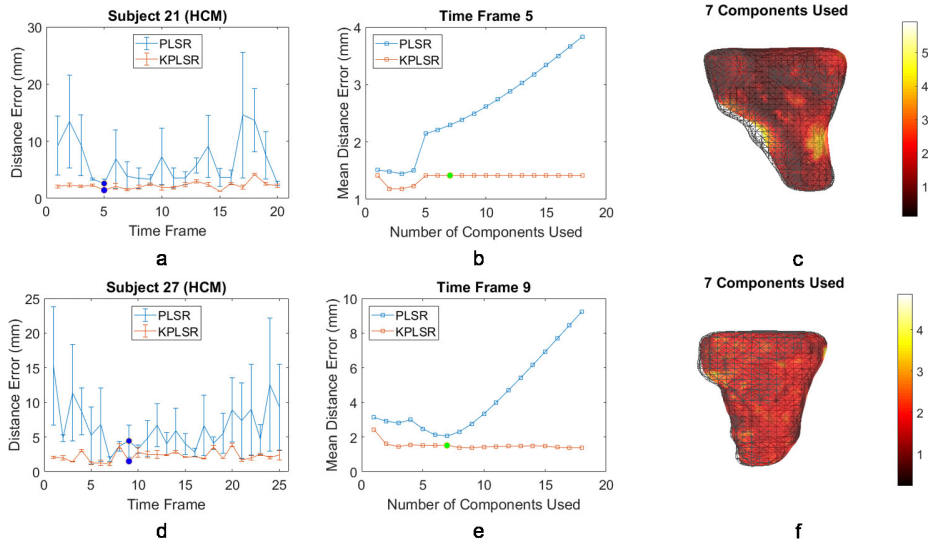 Subject 21 (HCM)
Distance Error (mm)
30
20
10
0
PLSR
KPLSR
0 5 10 15 20
Time Frame
a
Time Frame 5
Mean Distance Error (mm)
4
3
2
1
PLSR
KPLSR
0 5 10 15 20
Number of Components Used
b
7 Components Used
5
4
3
2
1
c
Subject 27 (HCM)
Distance Error (mm)
25
20
15
10
5
0
PLSR
KPLSR
0 5 10 15 20 25
Time Frame
d
Time Frame 9
Mean Distance Error (mm)
10
8
6
4
2
0
PLSR
KPLSR
0 5 10 15 20
Number of Components Used
e
7 Components Used
4
3
2
1
f